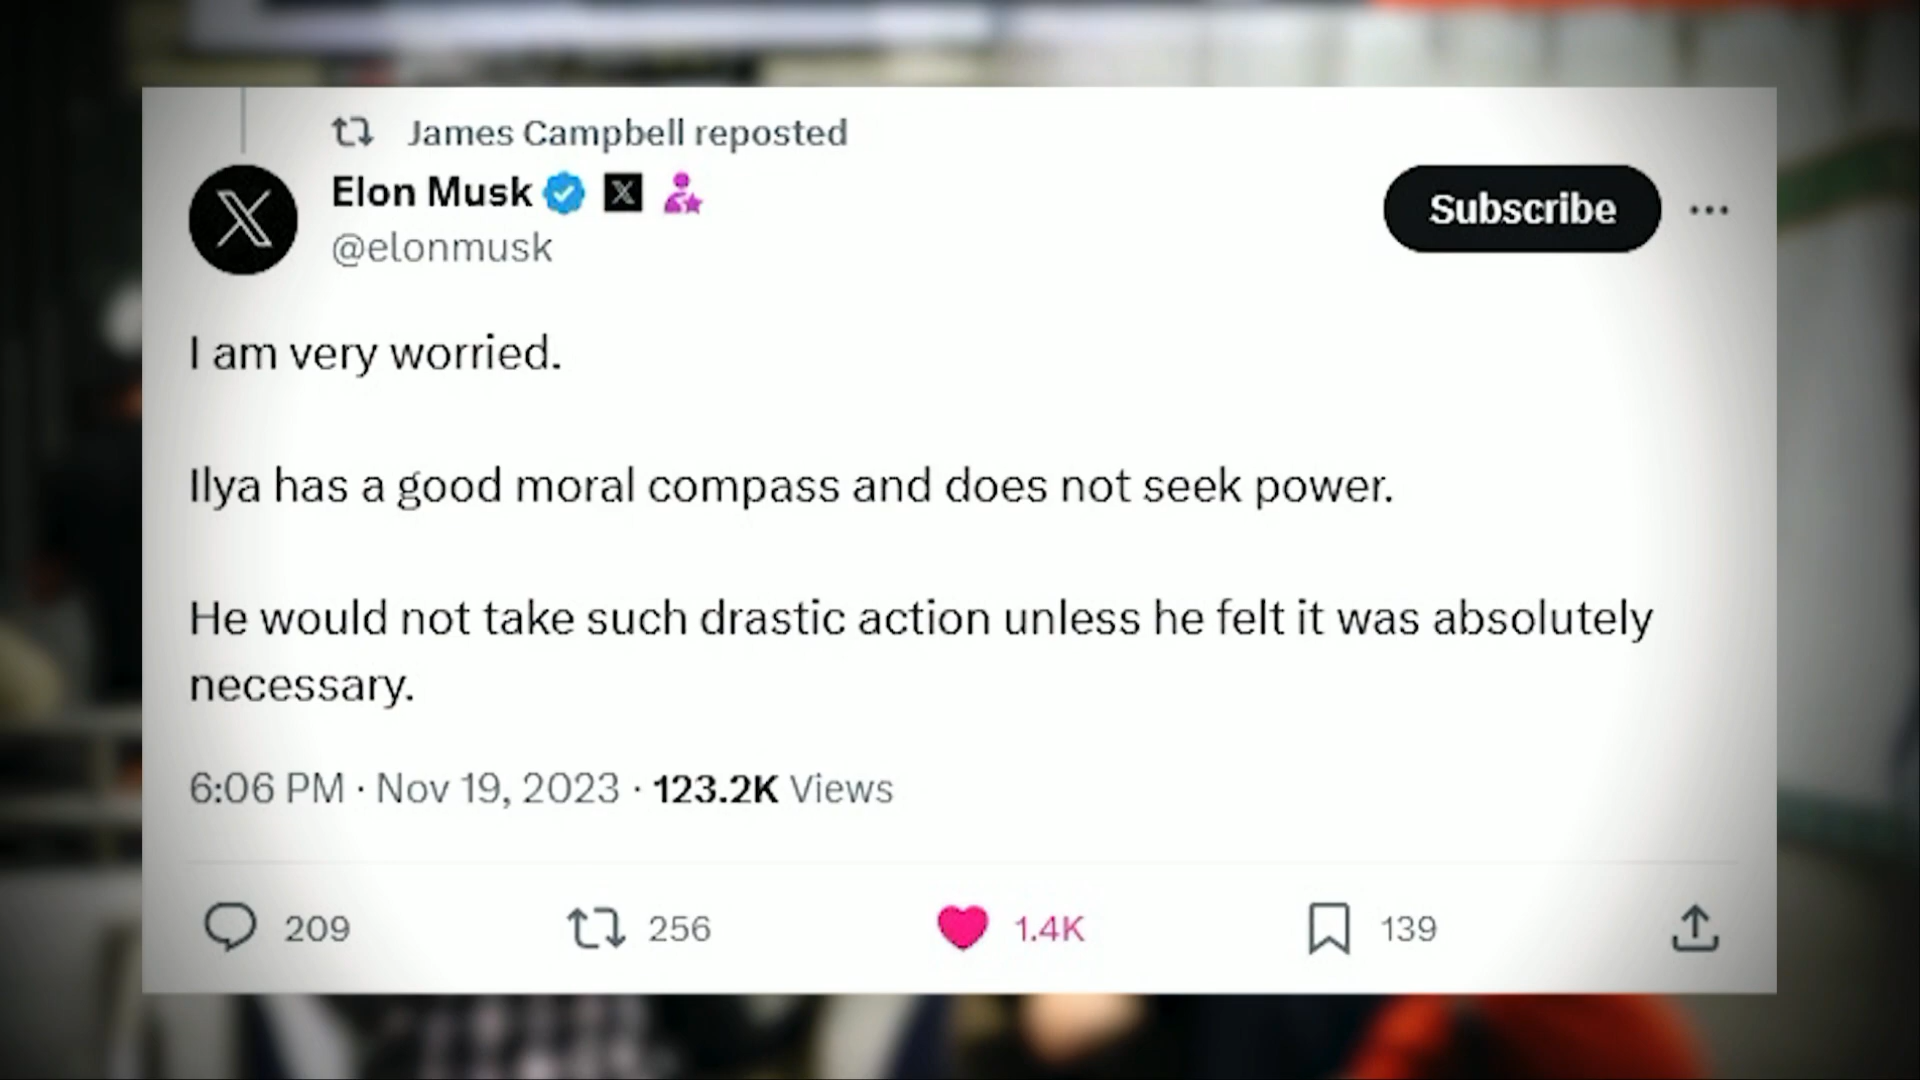 James Campbell reposted
Elon Musk
@elonmusk
Subscribe
I am very worried.
Ilya has a good moral compass and does not seek power.
He would not take such drastic action unless he felt it was absolutely
necessary.
6:06 PM · Nov 19, 2023 · 123.2K Views
209 256 1.4K 139